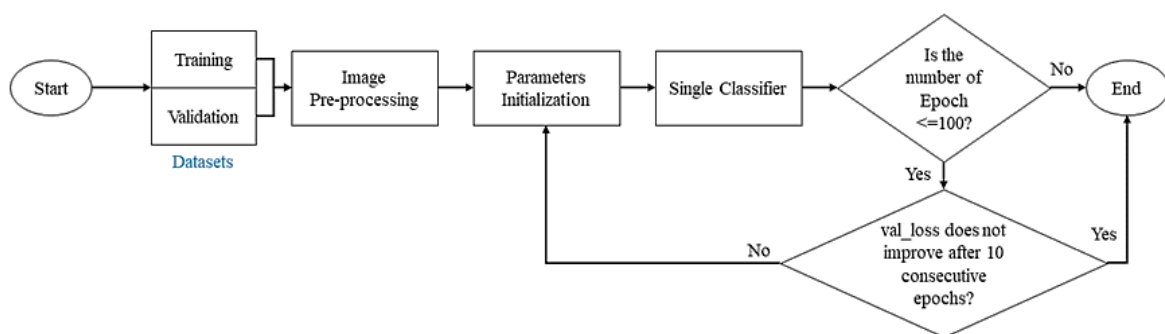 Start
Training
Validation
Datasets
Image
Pre-processing
Parameters
Initialization
Single Classifier
Is the
number of
Epoch
<=100?
No
End
Yes
val_loss does not
improve after 10
consecutive
epochs?
No
Yes